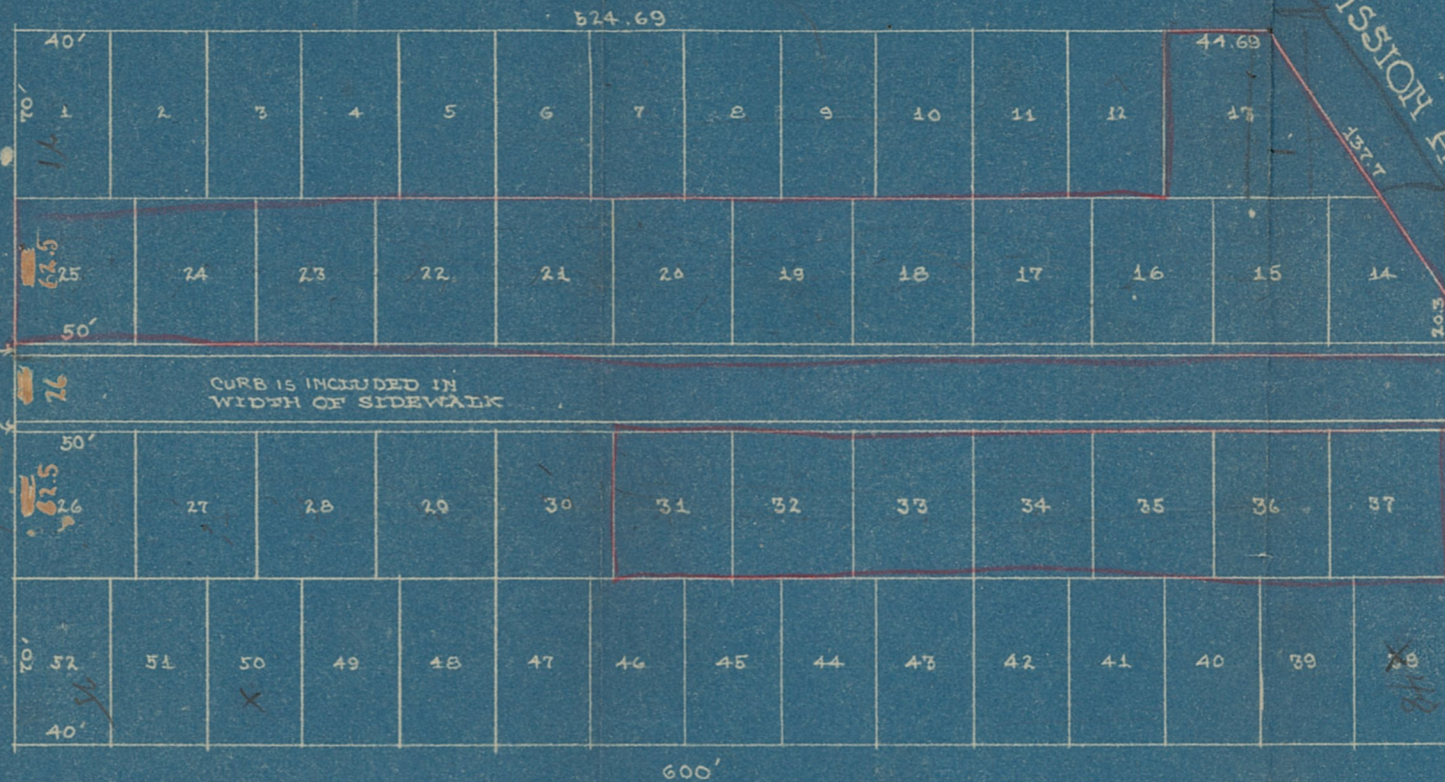 524.69
40'
44.69
ISSION R
70'
1 2 3 4 5 6 7 8 9 10 11 12 13
137.7
62.5
25 24 23 22 21 20 19 18 17 16 15 14
50'
20.3
26
CURB IS INCLUDED IN
WIDTH OF SIDEWALK
50'
62.5
26 27 28 29 30 31 32 33 34 35 36 37
70'
52 51 50 49 48 47 46 45 44 43 42 41 40 39
X X
40'
600'